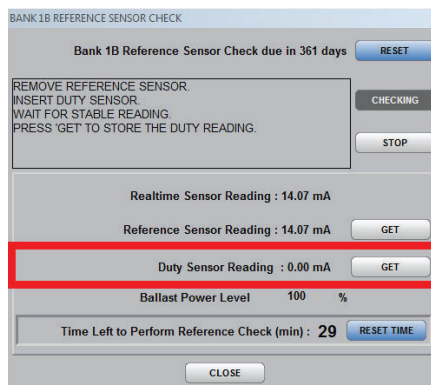 BANK 1B REFERENCE SENSOR CHECK
Bank 1B Reference Sensor Check due in 361 days RESET
REMOVE REFERENCE SENSOR.
INSERT DUTY SENSOR.
WAIT FOR STABLE READING.
PRESS 'GET' TO STORE THE DUTY READING.
CHECKING
STOP
Realtime Sensor Reading : 14.07 mA
Reference Sensor Reading : 14.07 mA GET
Duty Sensor Reading : 0.00 mA GET
Ballast Power Level 100 %
Time Left to Perform Reference Check (min) : 29 RESET TIME
CLOSE